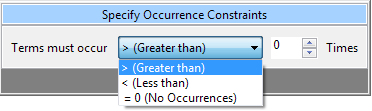 Specify Occurrence Constraints
Terms must occur > (Greater than) 0 Times
> (Greater than)
< (Less than)
= 0 (No Occurrences)